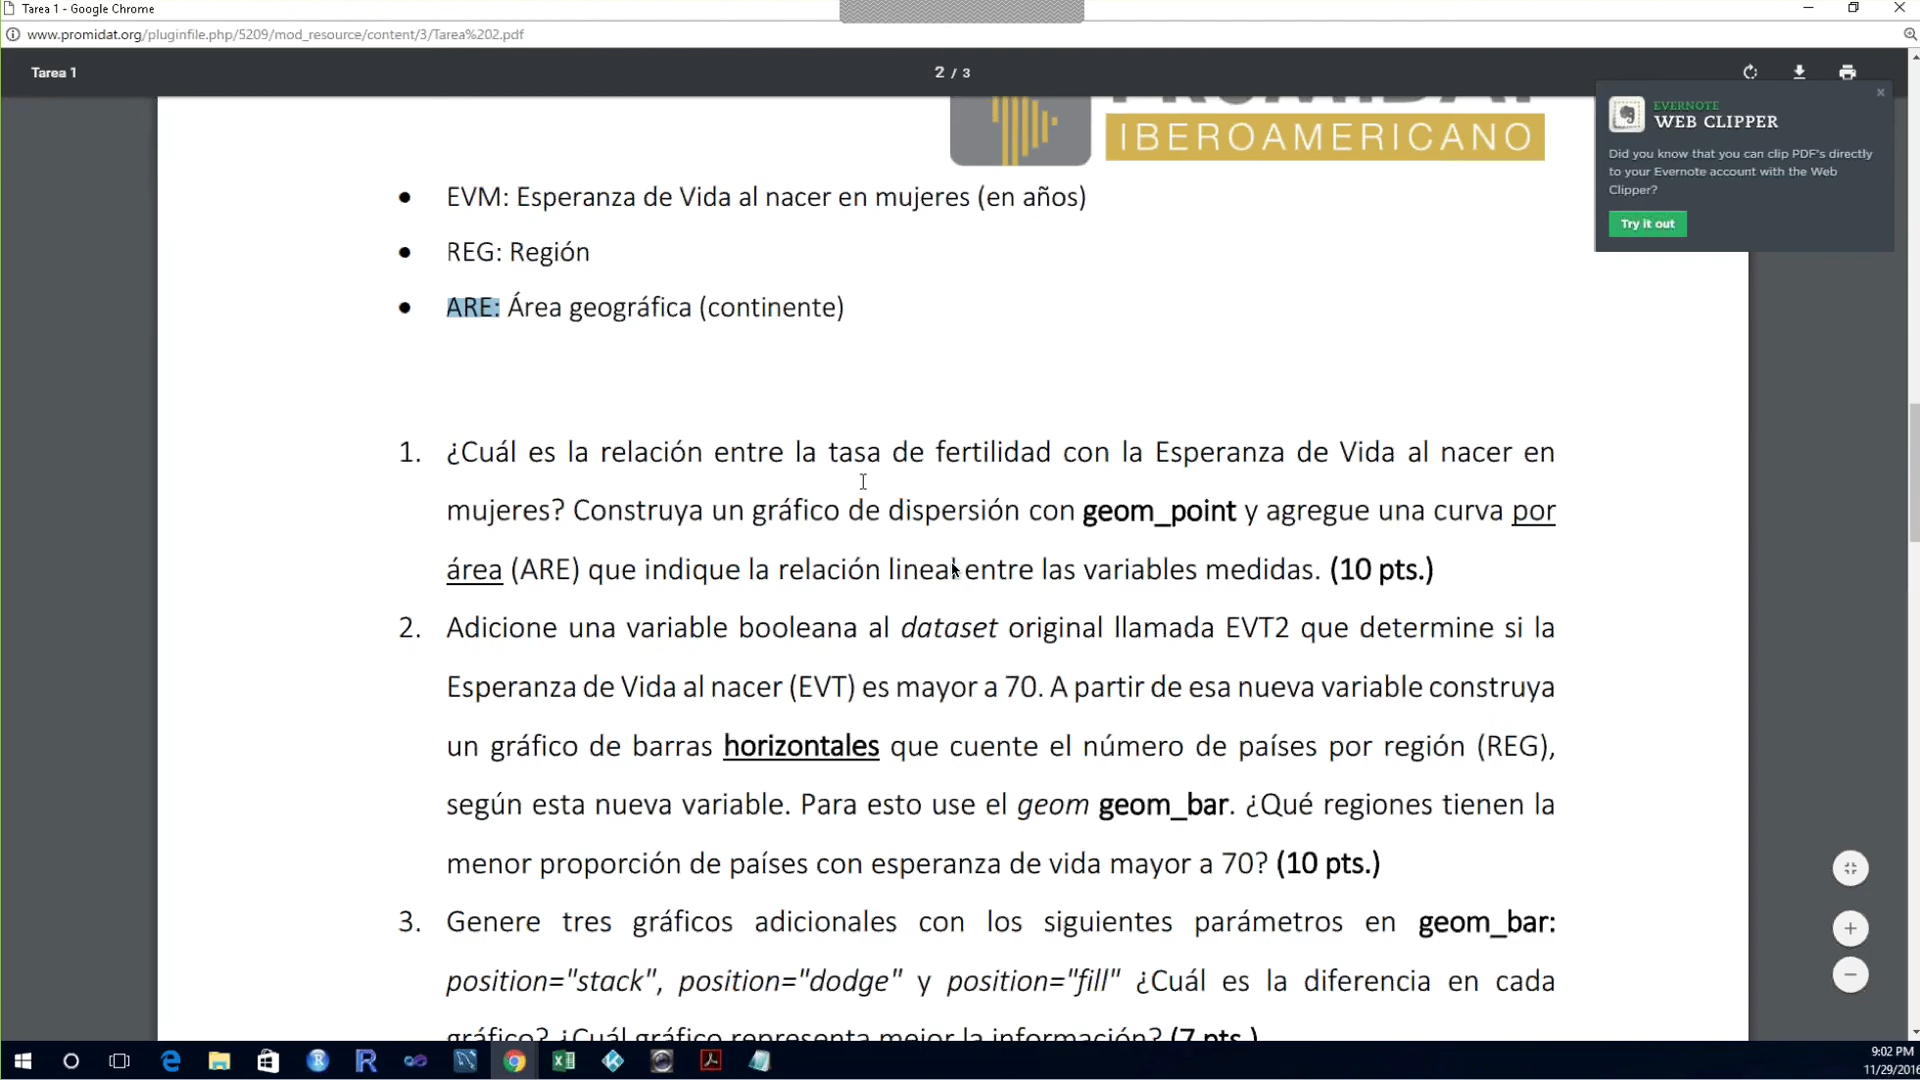 Tarea 1 - Google Chrome
www.promidat.org/pluginfile.php/5209/mod_resource/content/3/Tarea%202.pdf
Tarea 1
2 / 3
IBEROAMERICANO
EVERNOTE
WEB CLIPPER
Did you know that you can clip PDF's directly
to your Evernote account with the Web
Clipper?
Try it out
• EVM: Esperanza de Vida al nacer en mujeres (en años)
• REG: Región
• ARE: Área geográfica (continente)
1. ¿Cuál es la relación entre la tasa de fertilidad con la Esperanza de Vida al nacer en
mujeres? Construya un gráfico de dispersión con geom_point y agregue una curva por
área (ARE) que indique la relación lineal entre las variables medidas. (10 pts.)
2. Adicione una variable booleana al dataset original llamada EVT2 que determine si la
Esperanza de Vida al nacer (EVT) es mayor a 70. A partir de esa nueva variable construya
un gráfico de barras horizontales que cuente el número de países por región (REG),
según esta nueva variable. Para esto use el geom geom_bar. ¿Qué regiones tienen la
menor proporción de países con esperanza de vida mayor a 70? (10 pts.)
3. Genere tres gráficos adicionales con los siguientes parámetros en geom_bar:
position="stack", position="dodge" y position="fill" ¿Cuál es la diferencia en cada
gráfico? ¿Cuál gráfico representa mejor la información? (7 pts.)
9:02 PM
11/29/2016